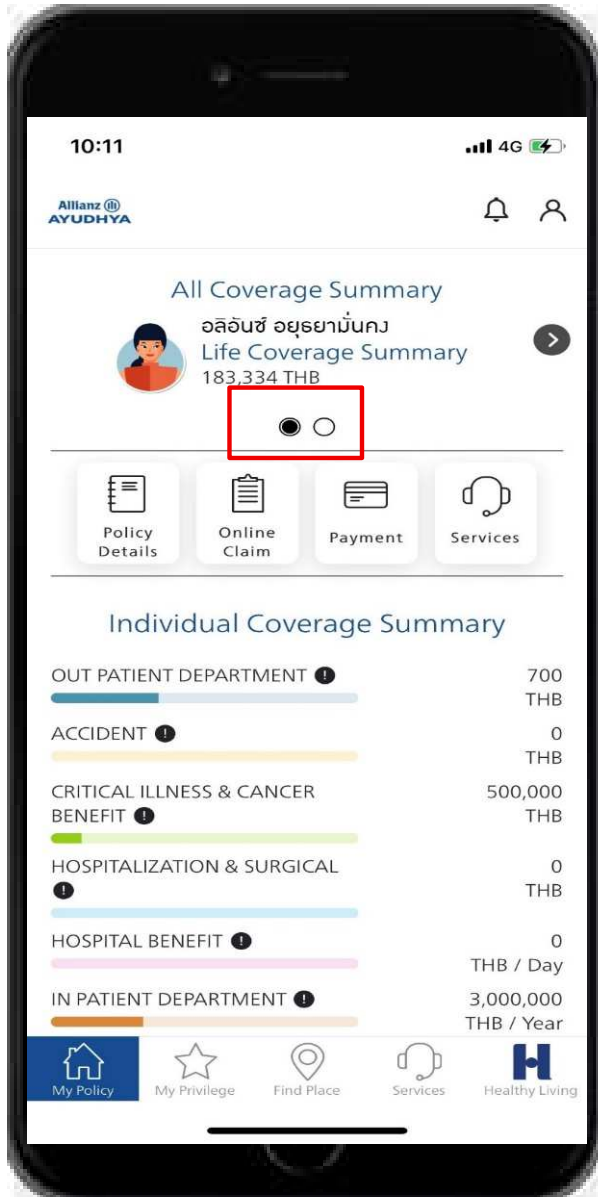 10:11
4G
Allianz
AYUDHYA
All Coverage Summary
อลิอันซ์ อยุธยามั่นคง
Life Coverage Summary
183,334 THB
Policy
Details
Online
Claim
Payment
Services
Individual Coverage Summary
OUT PATIENT DEPARTMENT
700
THB
ACCIDENT
0
THB
CRITICAL ILLNESS & CANCER
BENEFIT
500,000
THB
HOSPITALIZATION & SURGICAL
0
THB
HOSPITAL BENEFIT
0
THB / Day
IN PATIENT DEPARTMENT
3,000,000
THB / Year
My Policy
My Privilege
Find Place
Services
Healthy Living